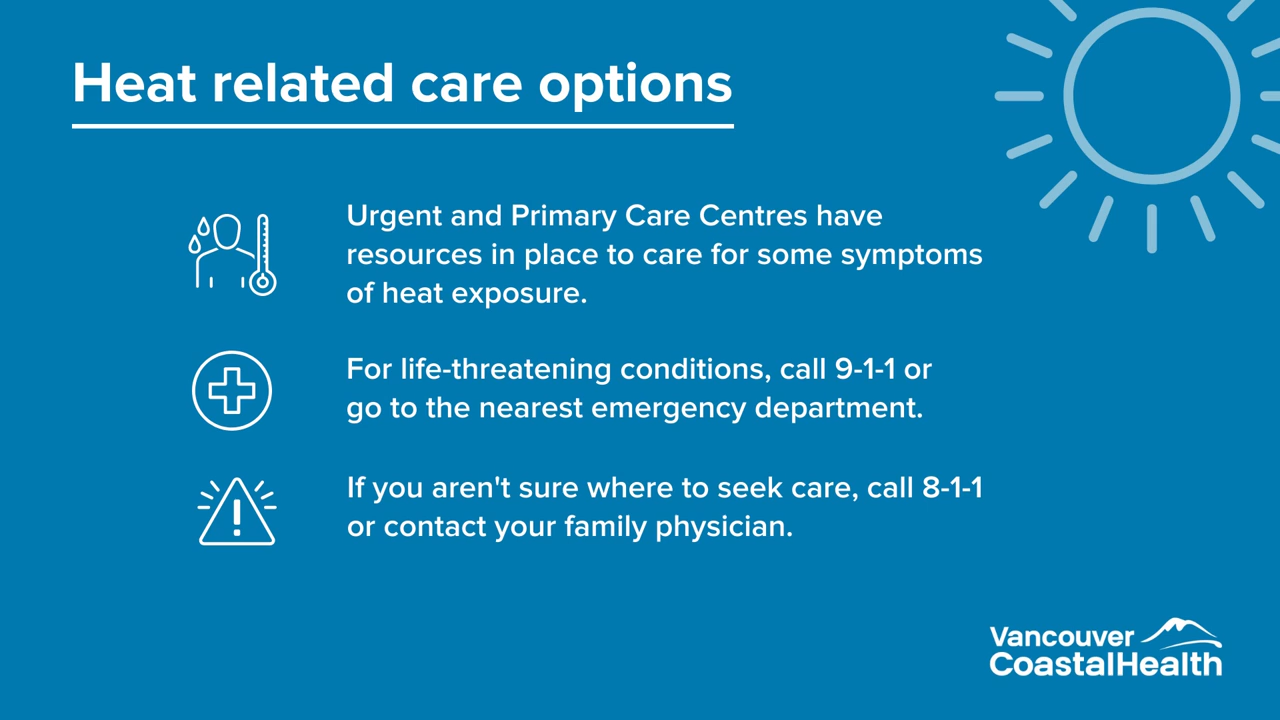 Heat related care options
Urgent and Primary Care Centres have
resources in place to care for some symptoms
of heat exposure.
For life-threatening conditions, call 9-1-1 or
go to the nearest emergency department.
If you aren't sure where to seek care, call 8-1-1
or contact your family physician.
Vancouver
CoastalHealth